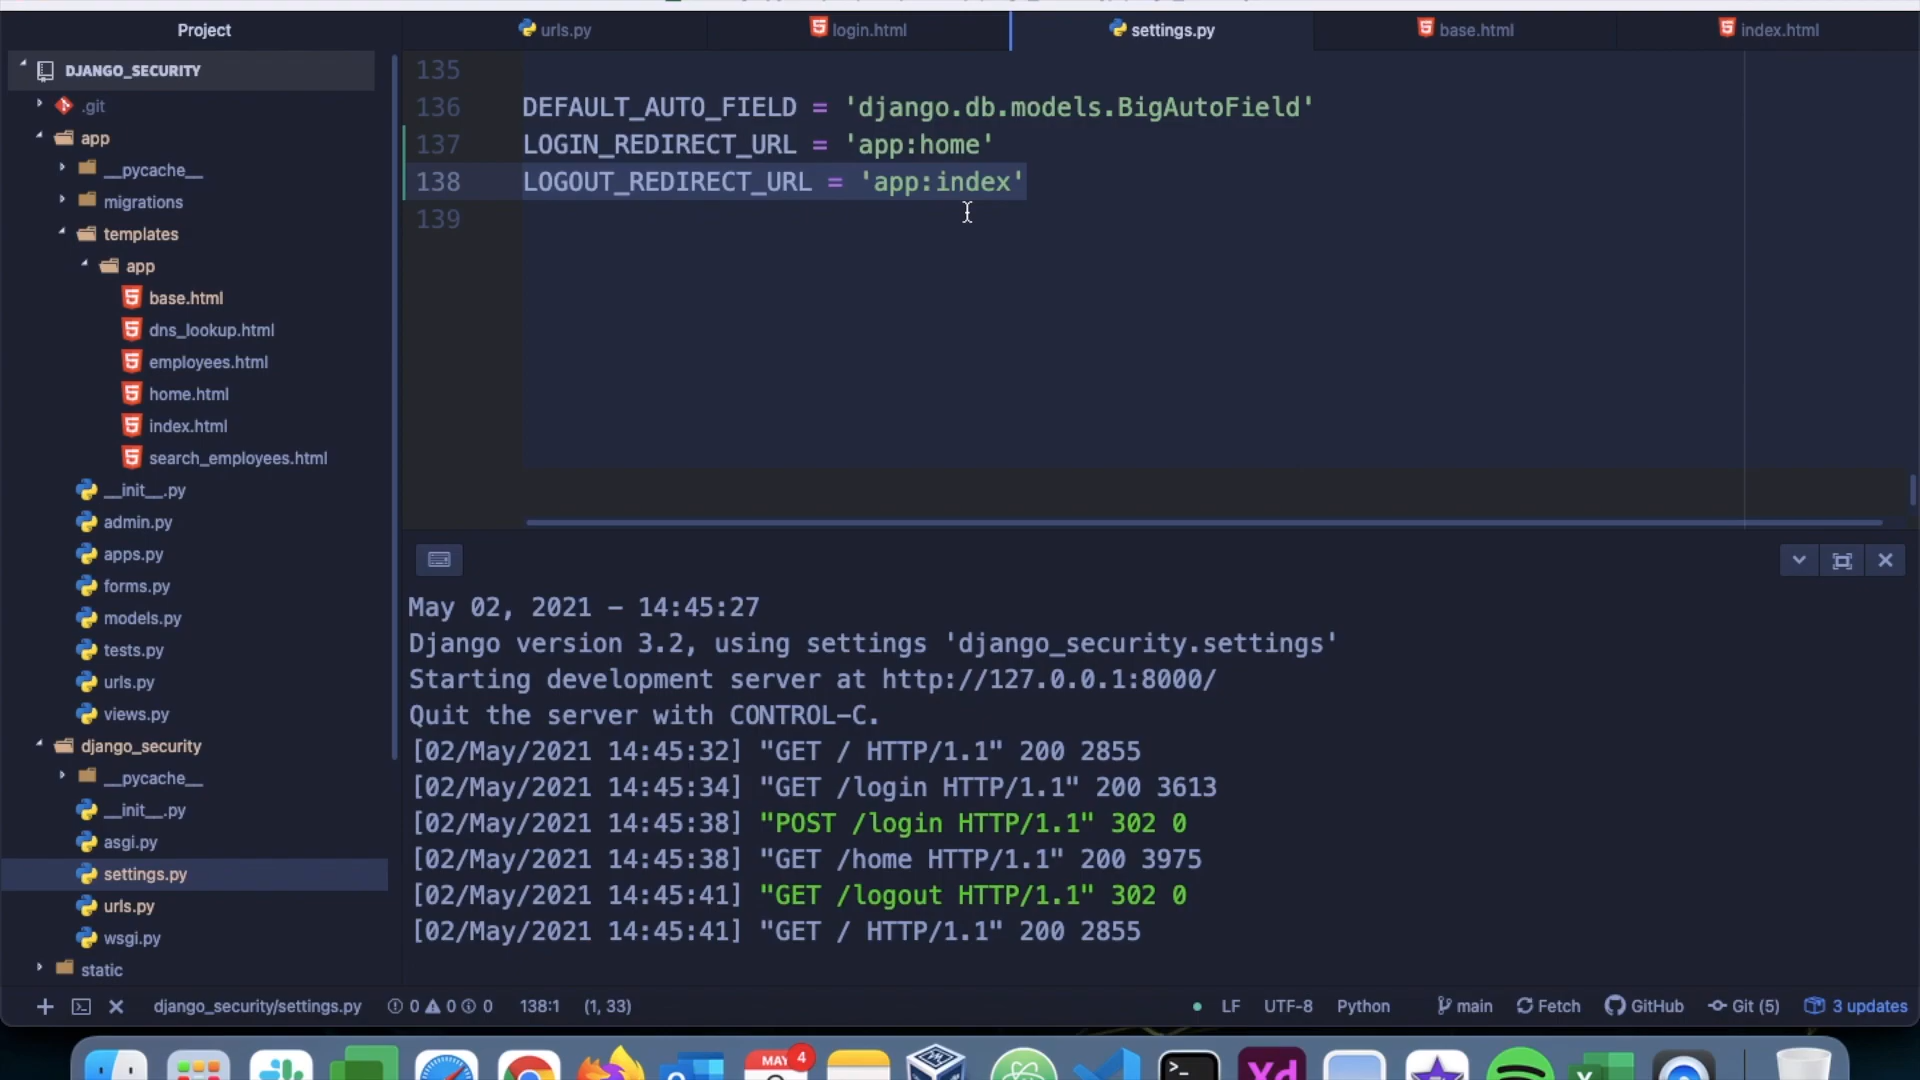 Project
urls.py
login.html
settings.py
base.html
index.html
DJANGO_SECURITY
.git
app
__pycache__
migrations
templates
app
base.html
dns_lookup.html
employees.html
home.html
index.html
search_employees.html
__init__.py
admin.py
apps.py
forms.py
models.py
tests.py
urls.py
views.py
django_security
__pycache__
__init__.py
asgi.py
settings.py
urls.py
wsgi.py
static
135
136 DEFAULT_AUTO_FIELD = 'django.db.models.BigAutoField'
137 LOGIN_REDIRECT_URL = 'app:home'
138 LOGOUT_REDIRECT_URL = 'app:index'
139
May 02, 2021 - 14:45:27
Django version 3.2, using settings 'django_security.settings'
Starting development server at http://127.0.0.1:8000/
Quit the server with CONTROL-C.
[02/May/2021 14:45:32] "GET / HTTP/1.1" 200 2855
[02/May/2021 14:45:34] "GET /login HTTP/1.1" 200 3613
[02/May/2021 14:45:38] "POST /login HTTP/1.1" 302 0
[02/May/2021 14:45:38] "GET /home HTTP/1.1" 200 3975
[02/May/2021 14:45:41] "GET /logout HTTP/1.1" 302 0
[02/May/2021 14:45:41] "GET / HTTP/1.1" 200 2855
django_security/settings.py 0 0 0 138:1 (1, 33) LF UTF-8 Python main Fetch GitHub Git (5) 3 updates
MAY 4
Xd